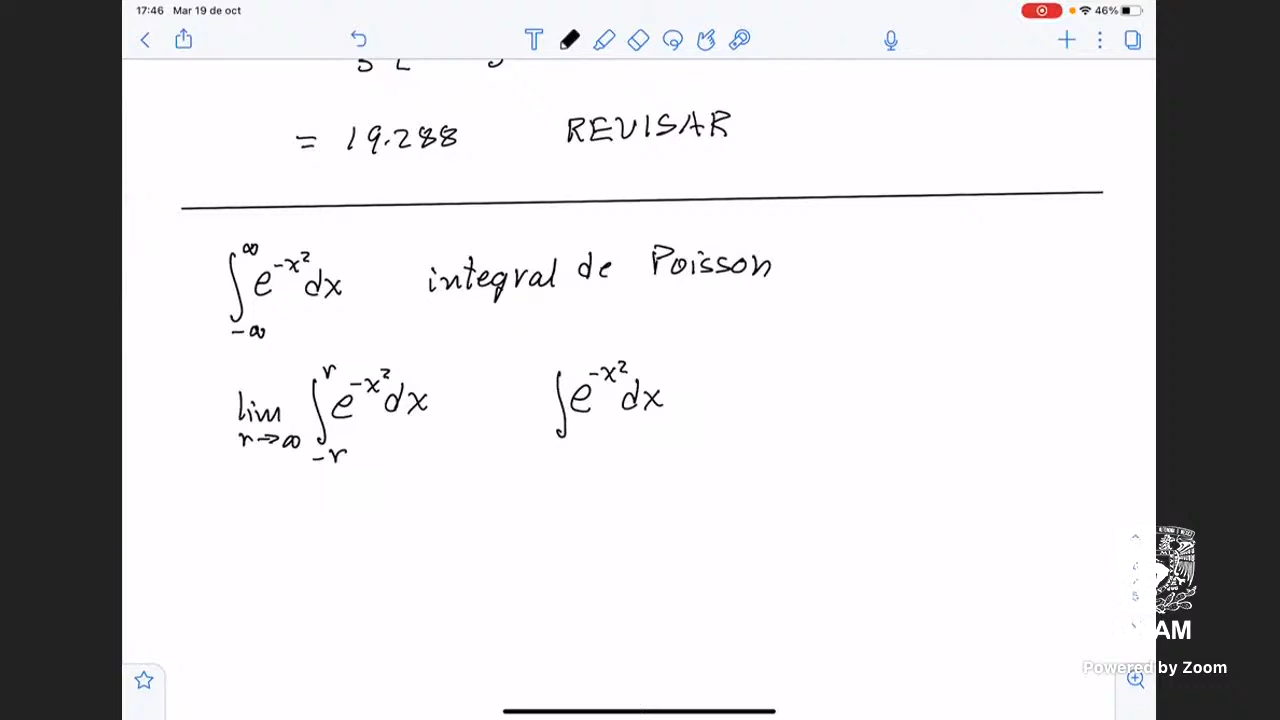 17:46 Mar 19 de oct 46%
= 19.288 REVISAR
∫_{-∞}^{∞} e^{-x²} dx integral de Poisson
lim_{r→∞} ∫_{-r}^{r} e^{-x²} dx ∫ e^{-x²} dx
Powered by Zoom